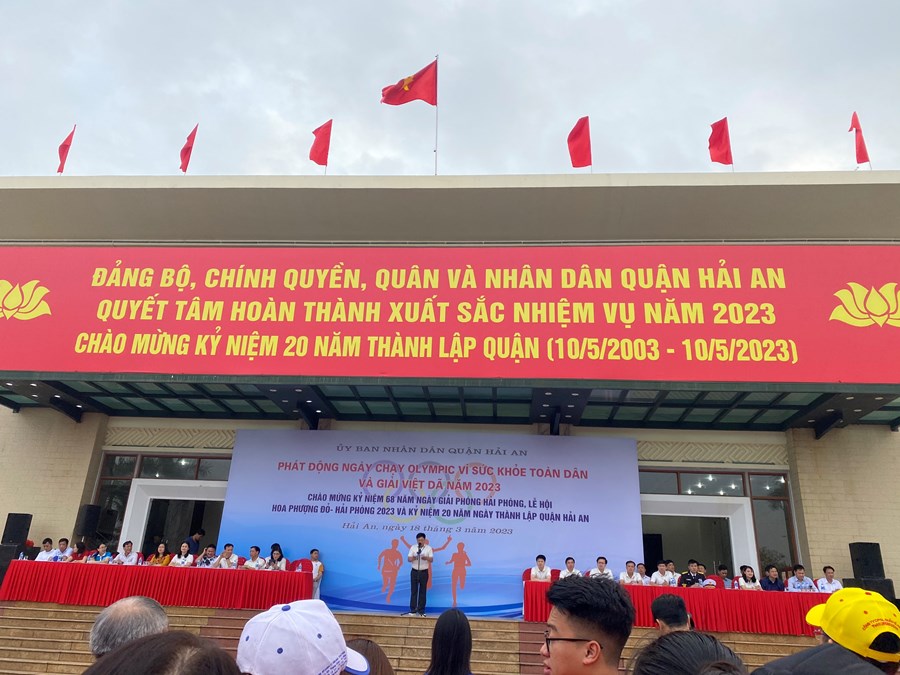 ĐẢNG BỘ, CHÍNH QUYỀN, QUÂN VÀ NHÂN DÂN QUẬN HẢI AN
QUYẾT TÂM HOÀN THÀNH XUẤT SẮC NHIỆM VỤ NĂM 2023
CHÀO MỪNG KỶ NIỆM 20 NĂM THÀNH LẬP QUẬN (10/5/2003 - 10/5/2023)
ỦY BAN NHÂN DÂN QUẬN HẢI AN
PHÁT ĐỘNG NGÀY CHẠY OLYMPIC VÌ SỨC KHỎE TOÀN DÂN
VÀ GIẢI VIỆT DÃ NĂM 2023
CHÀO MỪNG KỶ NIỆM 68 NĂM NGÀY GIẢI PHÓNG HẢI PHÒNG, LỄ HỘI
HOA PHƯỢNG ĐỎ- HẢI PHÒNG 2023 VÀ KỶ NIỆM 20 NĂM NGÀY THÀNH LẬP QUẬN HẢI AN
Hải An, ngày 18 tháng 3 năm 2023